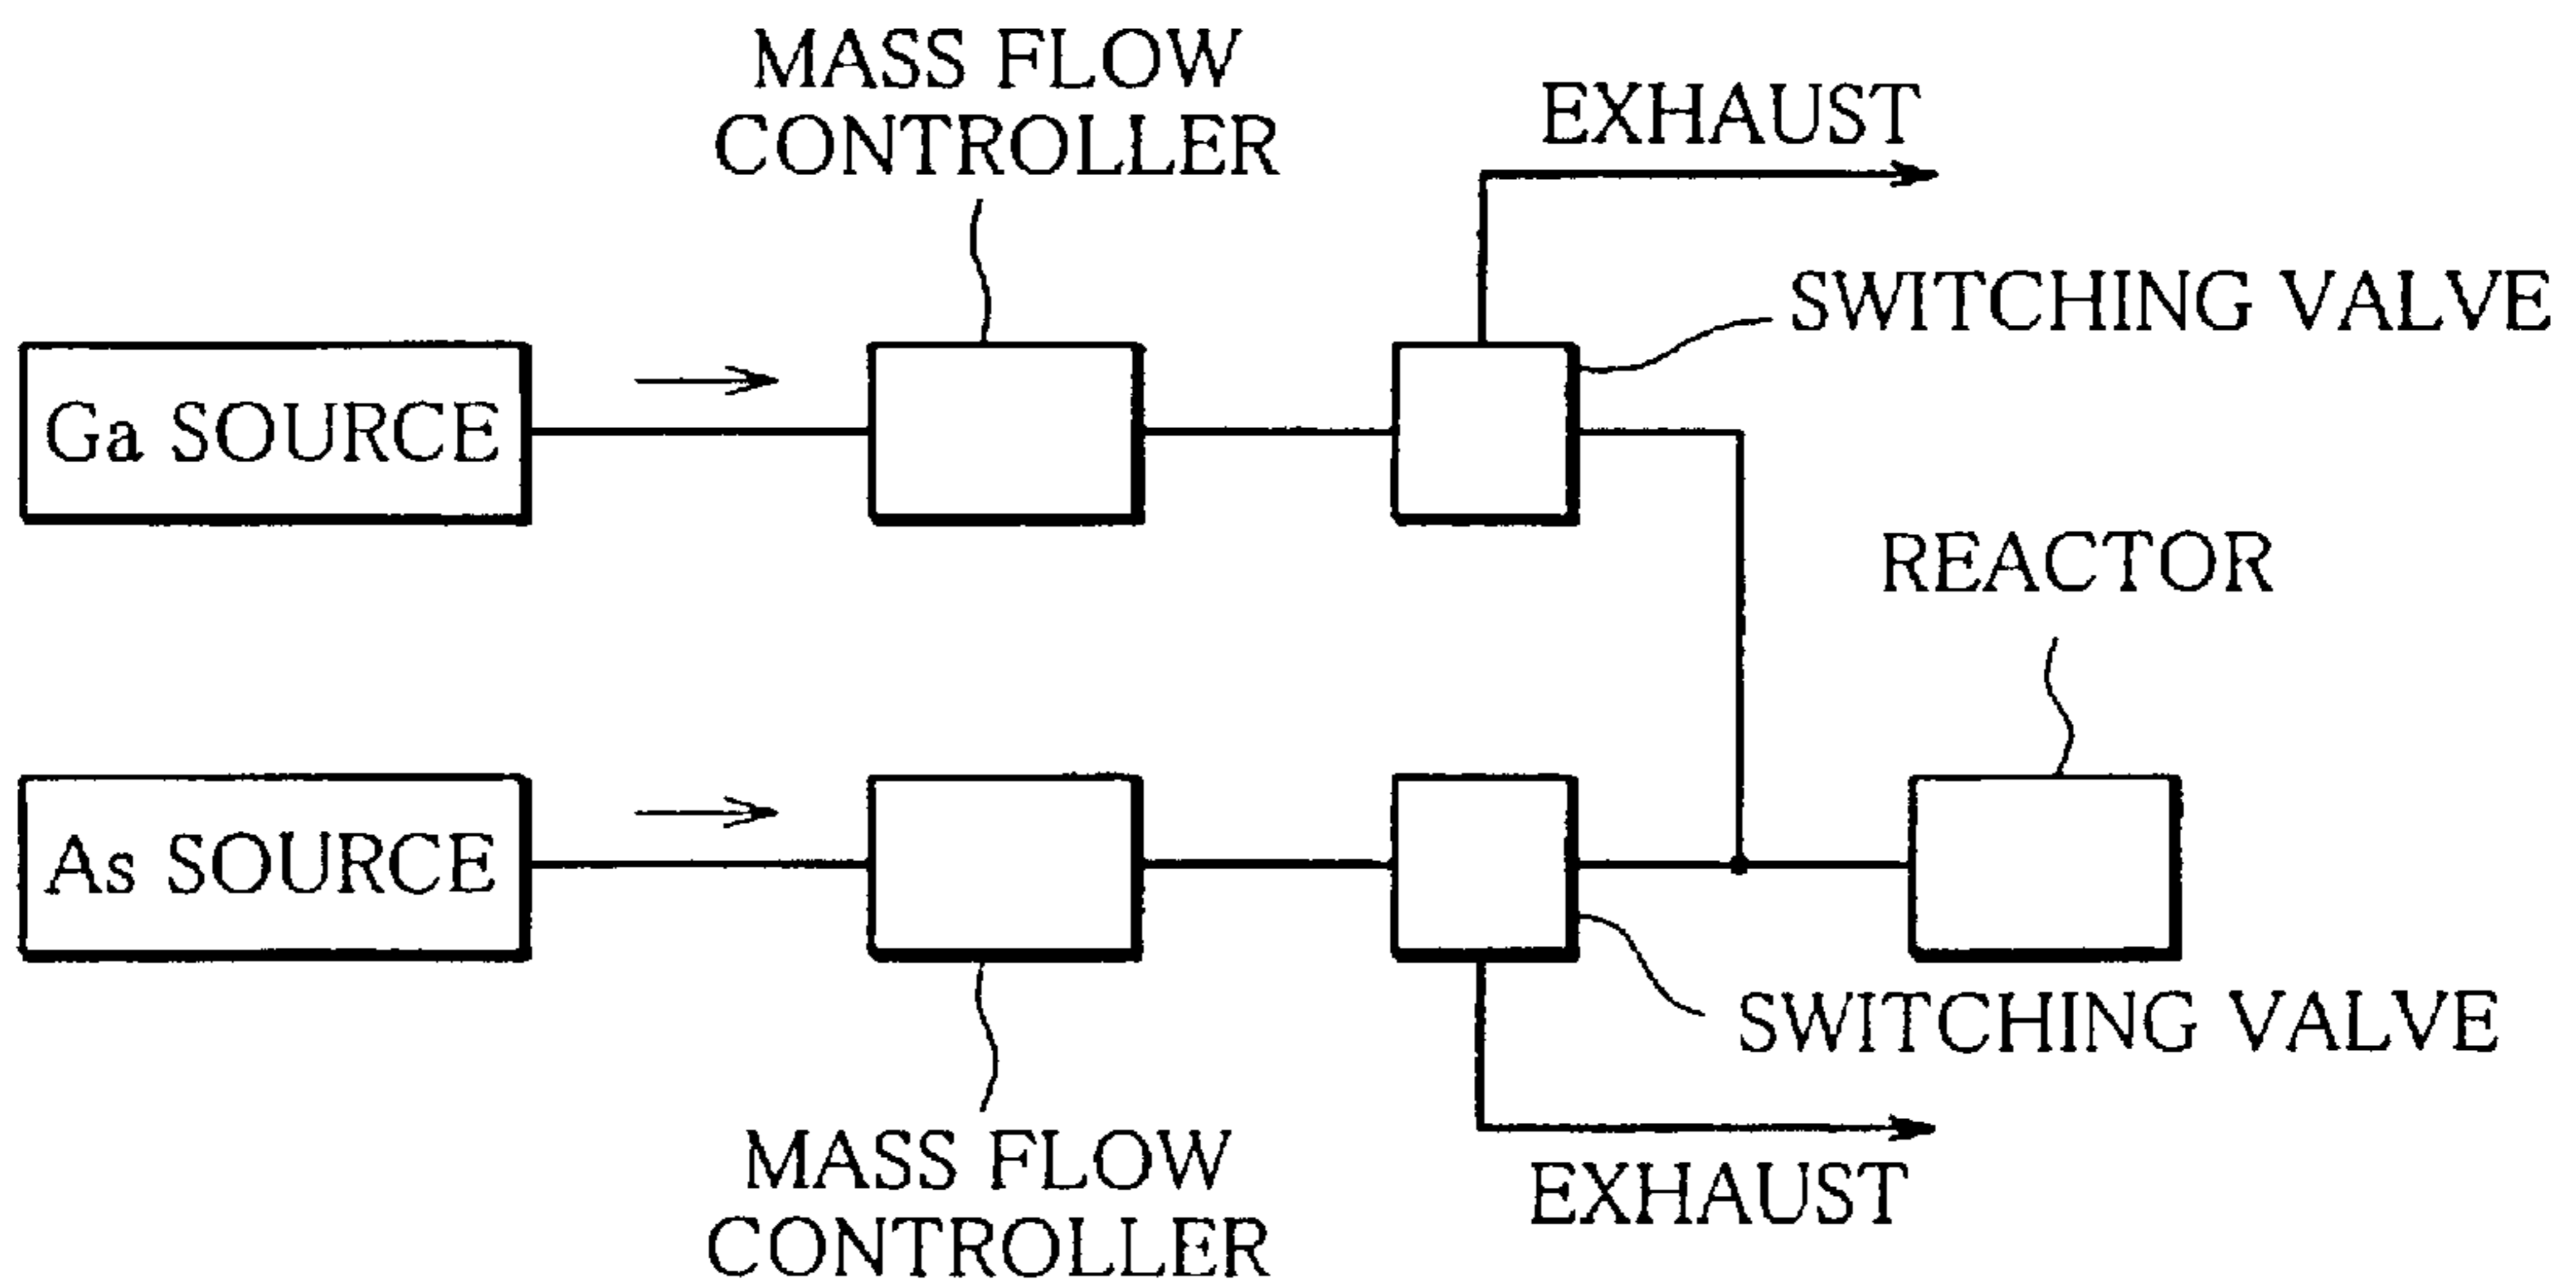 MASS FLOW
CONTROLLER
EXHAUST
SWITCHING VALVE
Ga SOURCE
REACTOR
As SOURCE
SWITCHING VALVE
MASS FLOW
CONTROLLER
EXHAUST